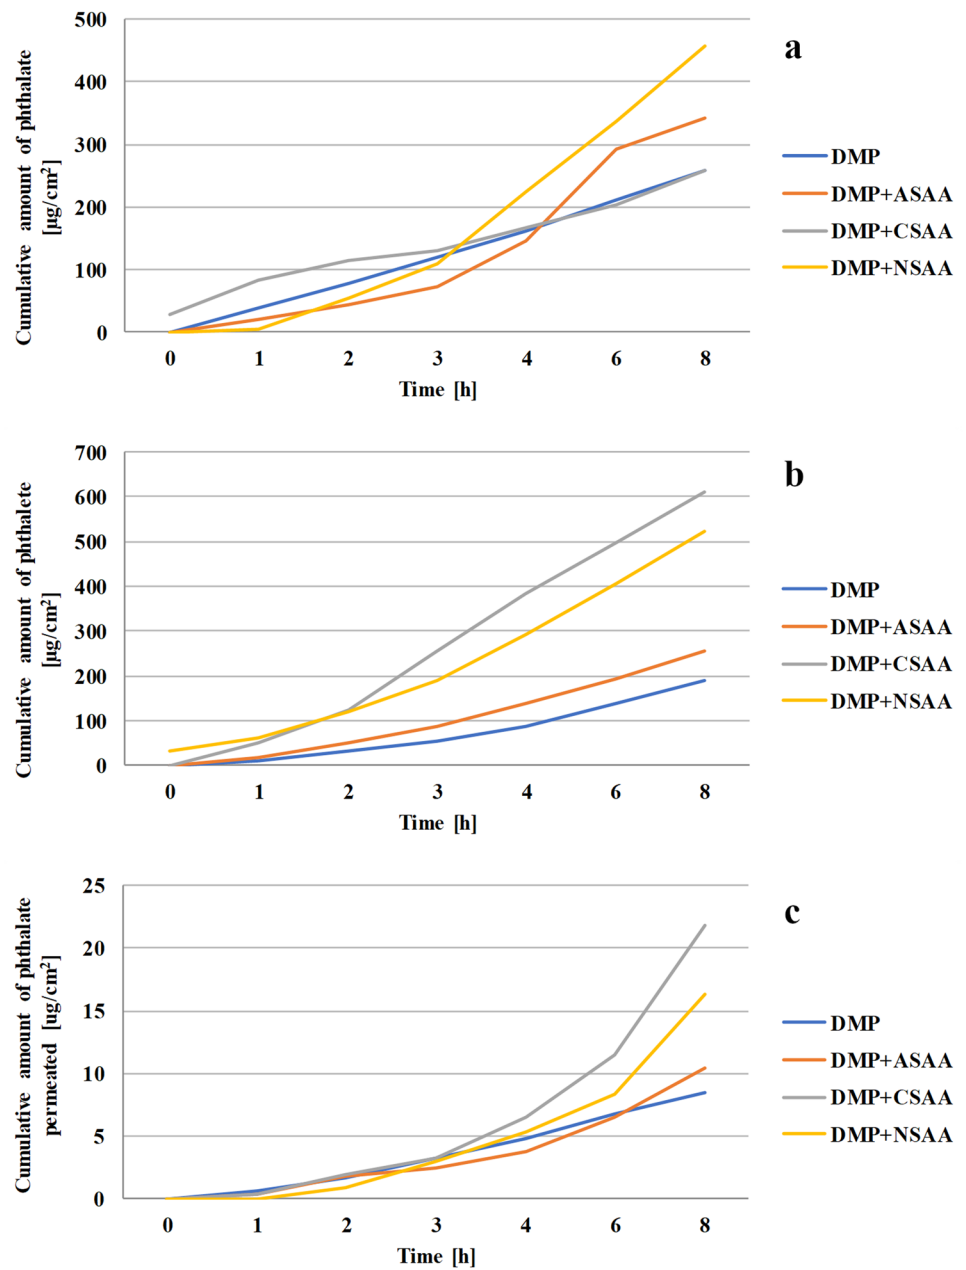 a
500
400
300
200
100
0
Cumulative amount of phthalate
[µg/cm²]
0 1 2 3 4 6 8
Time [h]
DMP
DMP+ASAA
DMP+CSAA
DMP+NSAA
b
700
600
500
400
300
200
100
0
Cumulative amount of phthalete
[µg/cm²]
0 1 2 3 4 6 8
Time [h]
DMP
DMP+ASAA
DMP+CSAA
DMP+NSAA
c
25
20
15
10
5
0
Cumulative amount of phthalate
permeated [ug/cm²]
0 1 2 3 4 6 8
Time [h]
DMP
DMP+ASAA
DMP+CSAA
DMP+NSAA